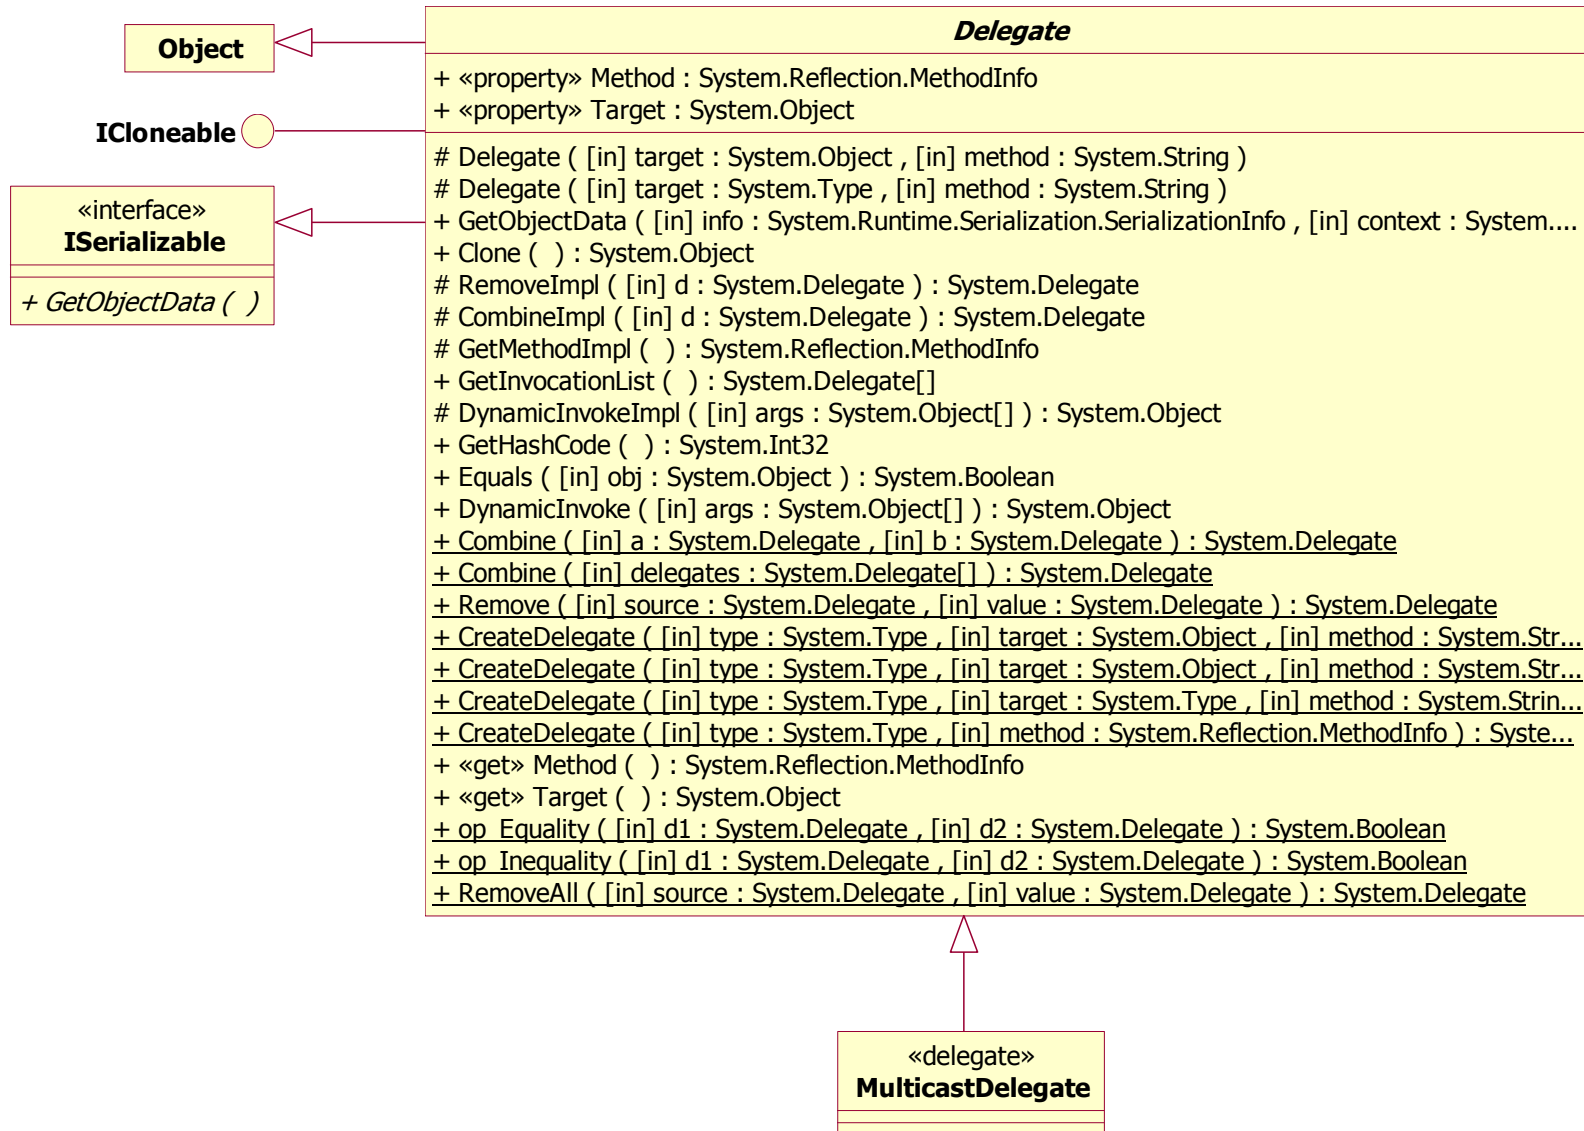 Object
ICloneable
«interface»
ISerializable
+ GetObjectData (  )
Delegate
+ «property» Method : System.Reflection.MethodInfo
+ «property» Target : System.Object
# Delegate ( [in] target : System.Object , [in] method : System.String )
# Delegate ( [in] target : System.Type , [in] method : System.String )
+ GetObjectData ( [in] info : System.Runtime.Serialization.SerializationInfo , [in] context : System....
+ Clone (  ) : System.Object
# RemoveImpl ( [in] d : System.Delegate ) : System.Delegate
# CombineImpl ( [in] d : System.Delegate ) : System.Delegate
# GetMethodImpl (  ) : System.Reflection.MethodInfo
+ GetInvocationList (  ) : System.Delegate[]
# DynamicInvokeImpl ( [in] args : System.Object[] ) : System.Object
+ GetHashCode (  ) : System.Int32
+ Equals ( [in] obj : System.Object ) : System.Boolean
+ DynamicInvoke ( [in] args : System.Object[] ) : System.Object
+ Combine ( [in] a : System.Delegate , [in] b : System.Delegate ) : System.Delegate
+ Combine ( [in] delegates : System.Delegate[] ) : System.Delegate
+ Remove ( [in] source : System.Delegate , [in] value : System.Delegate ) : System.Delegate
+ CreateDelegate ( [in] type : System.Type , [in] target : System.Object , [in] method : System.Str...
+ CreateDelegate ( [in] type : System.Type , [in] target : System.Object , [in] method : System.Str...
+ CreateDelegate ( [in] type : System.Type , [in] target : System.Type , [in] method : System.Strin...
+ CreateDelegate ( [in] type : System.Type , [in] method : System.Reflection.MethodInfo ) : Syste...
+ «get» Method (  ) : System.Reflection.MethodInfo
+ «get» Target (  ) : System.Object
+ op_Equality ( [in] d1 : System.Delegate , [in] d2 : System.Delegate ) : System.Boolean
+ op_Inequality ( [in] d1 : System.Delegate , [in] d2 : System.Delegate ) : System.Boolean
+ RemoveAll ( [in] source : System.Delegate , [in] value : System.Delegate ) : System.Delegate
«delegate»
MulticastDelegate